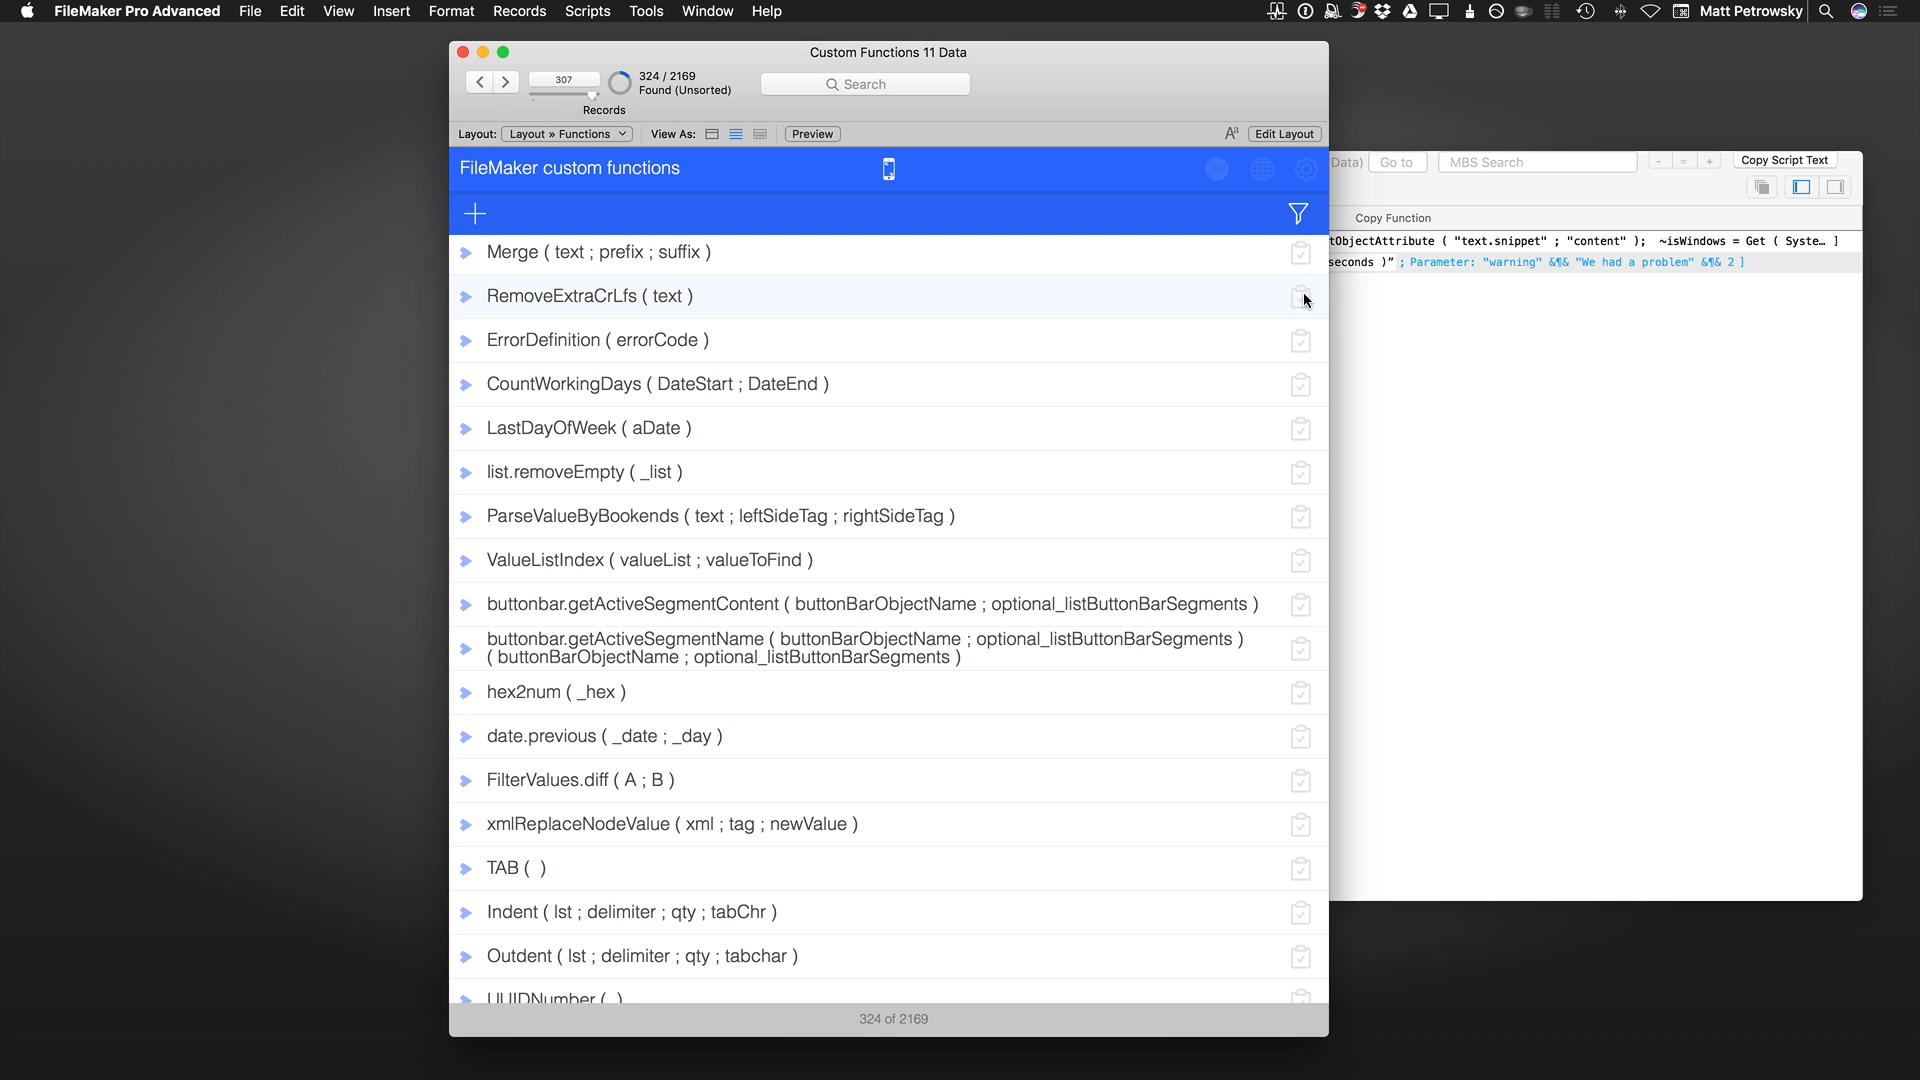 FileMaker Pro Advanced File Edit View Insert Format Records Scripts Tools Window Help Matt Petrowsky
Custom Functions 11 Data
307
324 / 2169
Found (Unsorted)
Records
Search
Layout: Layout » Functions View As: Preview Aª Edit Layout
FileMaker custom functions
Merge ( text ; prefix ; suffix )
RemoveExtraCrLfs ( text )
ErrorDefinition ( errorCode )
CountWorkingDays ( DateStart ; DateEnd )
LastDayOfWeek ( aDate )
list.removeEmpty ( _list )
ParseValueByBookends ( text ; leftSideTag ; rightSideTag )
ValueListIndex ( valueList ; valueToFind )
buttonbar.getActiveSegmentContent ( buttonBarObjectName ; optional_listButtonBarSegments )
buttonbar.getActiveSegmentName ( buttonBarObjectName ; optional_listButtonBarSegments )
( buttonBarObjectName ; optional_listButtonBarSegments )
hex2num ( _hex )
date.previous ( _date ; _day )
FilterValues.diff ( A ; B )
xmlReplaceNodeValue ( xml ; tag ; newValue )
TAB ( )
Indent ( lst ; delimiter ; qty ; tabChr )
Outdent ( lst ; delimiter ; qty ; tabchar )
UUIDNumber ( )
324 of 2169
Data) Go to MBS Search - = + Copy Script Text
Copy Function
tObjectAttribute ( "text.snippet" ; "content" ); ~isWindows = Get ( Syste… ]
seconds )” ; Parameter: "warning" &¶& "We had a problem" &¶& 2 ]